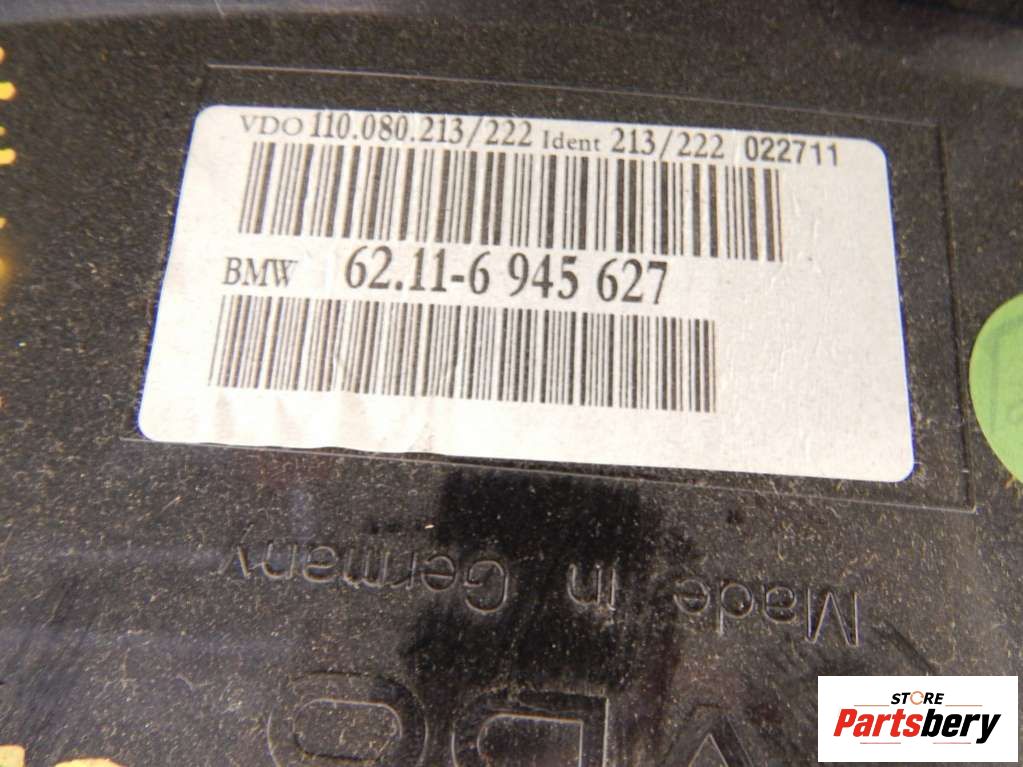 VDO 110.080.213/222 Ident 213/222 022711
BMW 62.11-6 945 627
Made in Germany
VDO
STORE
Partsbery